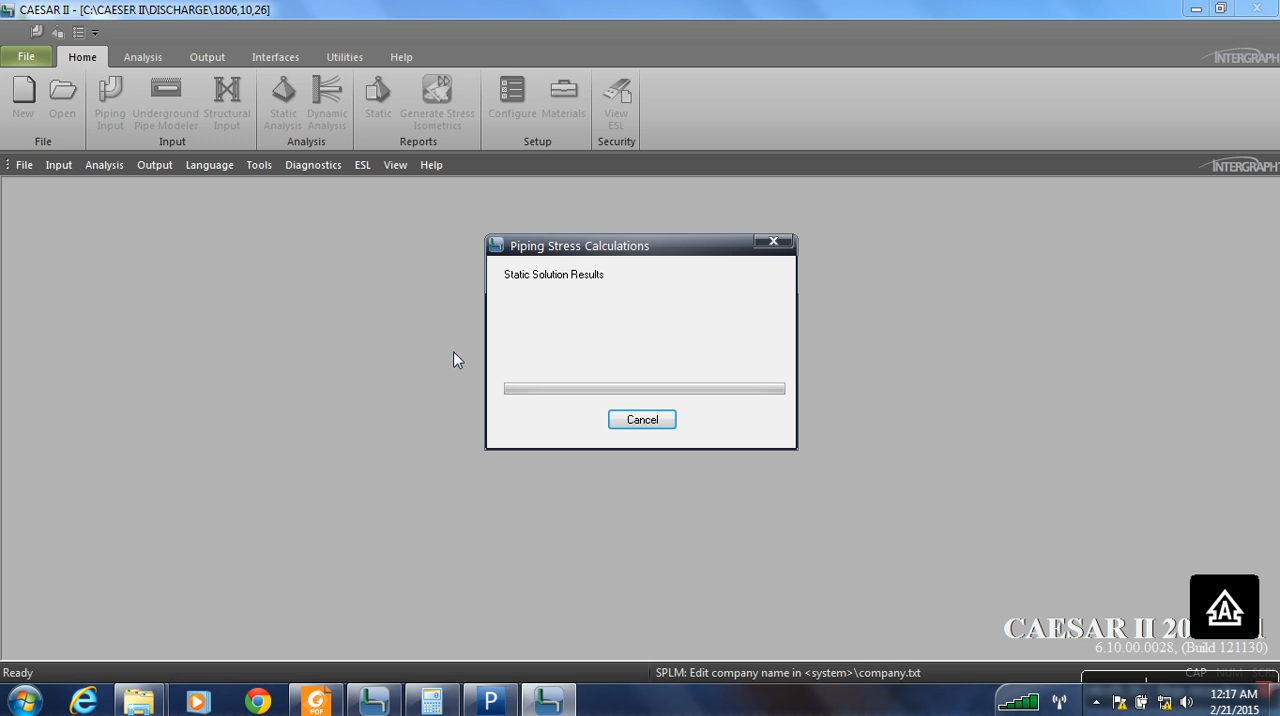 CAESAR II - [C:\CAESER II\DISCHARGE\1806,10,26]
File Home Analysis Output Interfaces Utilities Help
INTERGRAPH
New Open Piping Input Underground Pipe Modeler Structural Input Static Analysis Dynamic Analysis Static Generate Stress Isometrics Configure Materials View ESL
File Input Analysis Reports Setup Security
File Input Analysis Output Language Tools Diagnostics ESL View Help
INTERGRAPH
Piping Stress Calculations
Static Solution Results
Cancel
A
CAESAR II
6.10.00.0028, (Build 121130)
Ready SPLM: Edit company name in <system>\company.txt CAP NUM
PDF P 12:17 AM
2/21/2015